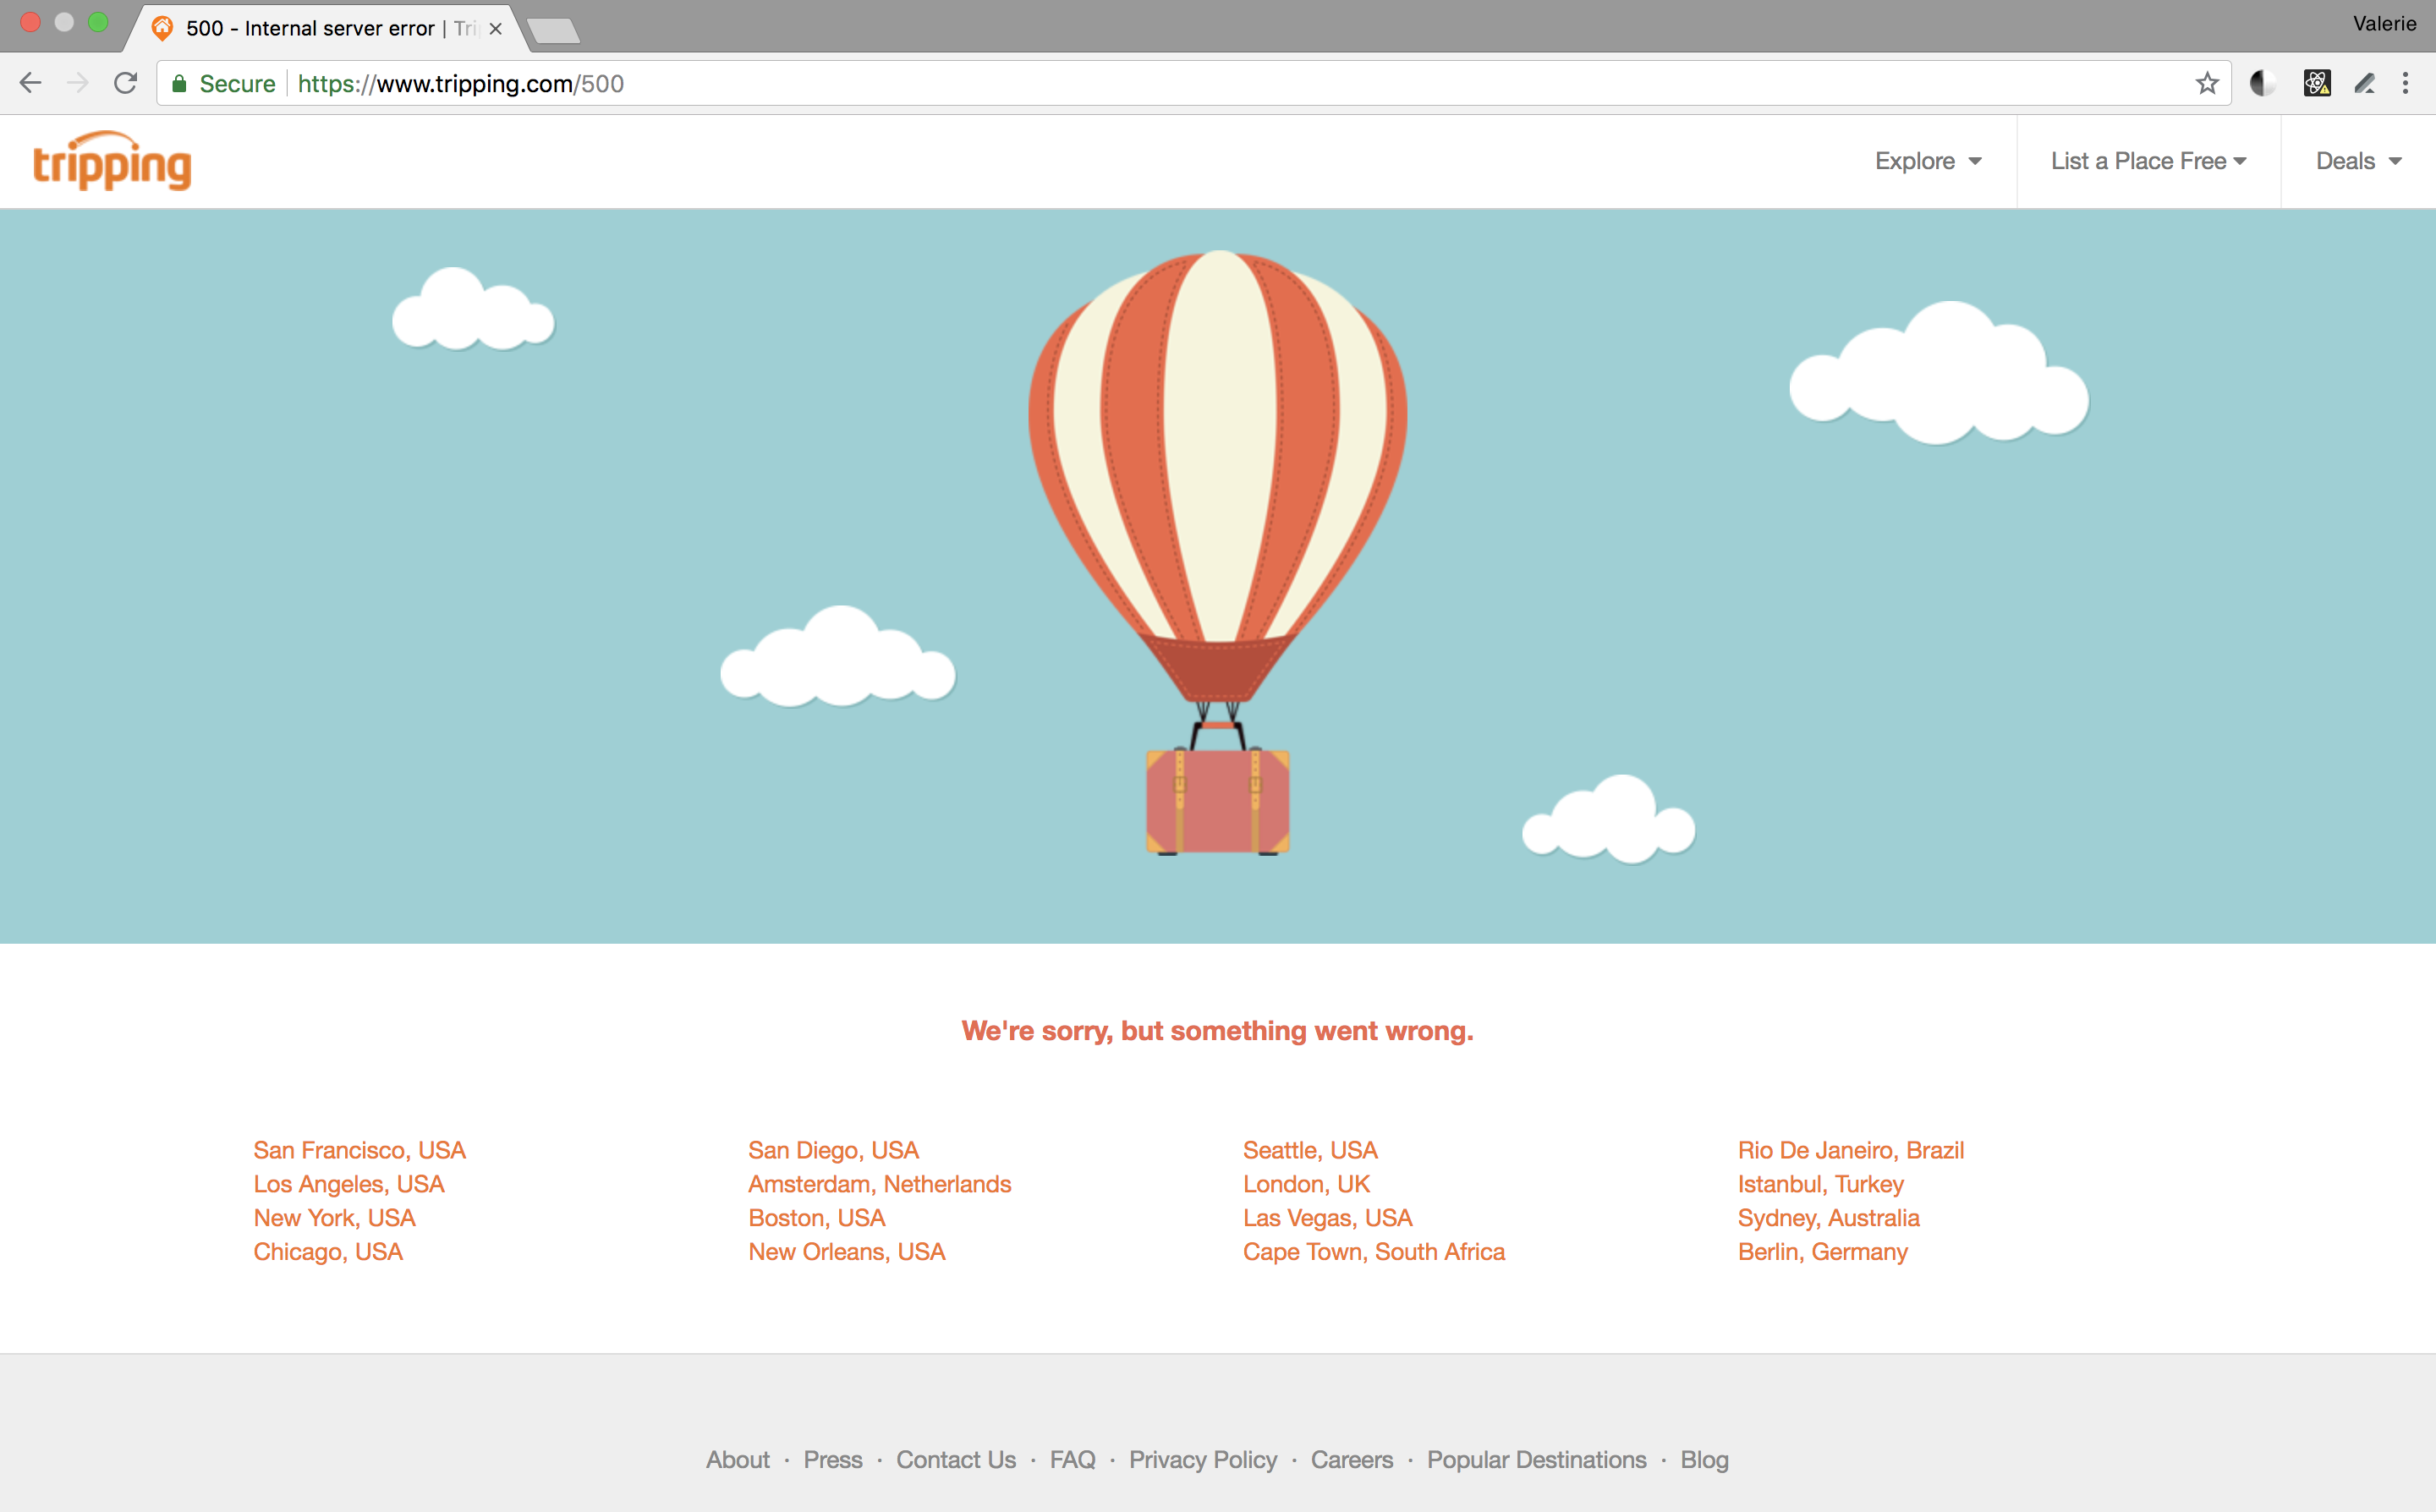 500 - Internal server error | Tri
Valerie
Secure https://www.tripping.com/500
tripping
Explore
List a Place Free
Deals
We're sorry, but something went wrong.
San Francisco, USA
Los Angeles, USA
New York, USA
Chicago, USA
San Diego, USA
Amsterdam, Netherlands
Boston, USA
New Orleans, USA
Seattle, USA
London, UK
Las Vegas, USA
Cape Town, South Africa
Rio De Janeiro, Brazil
Istanbul, Turkey
Sydney, Australia
Berlin, Germany
About · Press · Contact Us · FAQ · Privacy Policy · Careers · Popular Destinations · Blog